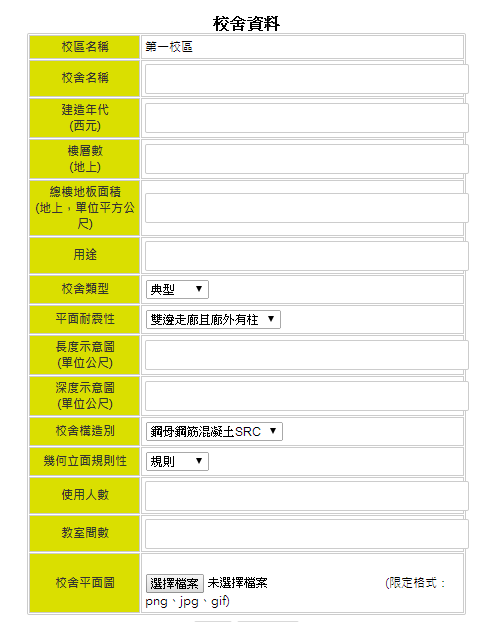 校舍資料
校區名稱 第一校區
校舍名稱
建造年代
(西元)
樓層數
(地上)
總樓地板面積
(地上，單位平方公
尺)
用途
校舍類型 典型
平面耐震性 雙邊走廊且廊外有柱
長度示意圖
(單位公尺)
深度示意圖
(單位公尺)
校舍構造別 鋼骨鋼筋混凝土SRC
幾何立面規則性 規則
使用人數
教室間數
校舍平面圖 選擇檔案 未選擇檔案 (限定格式：
png、jpg、gif)